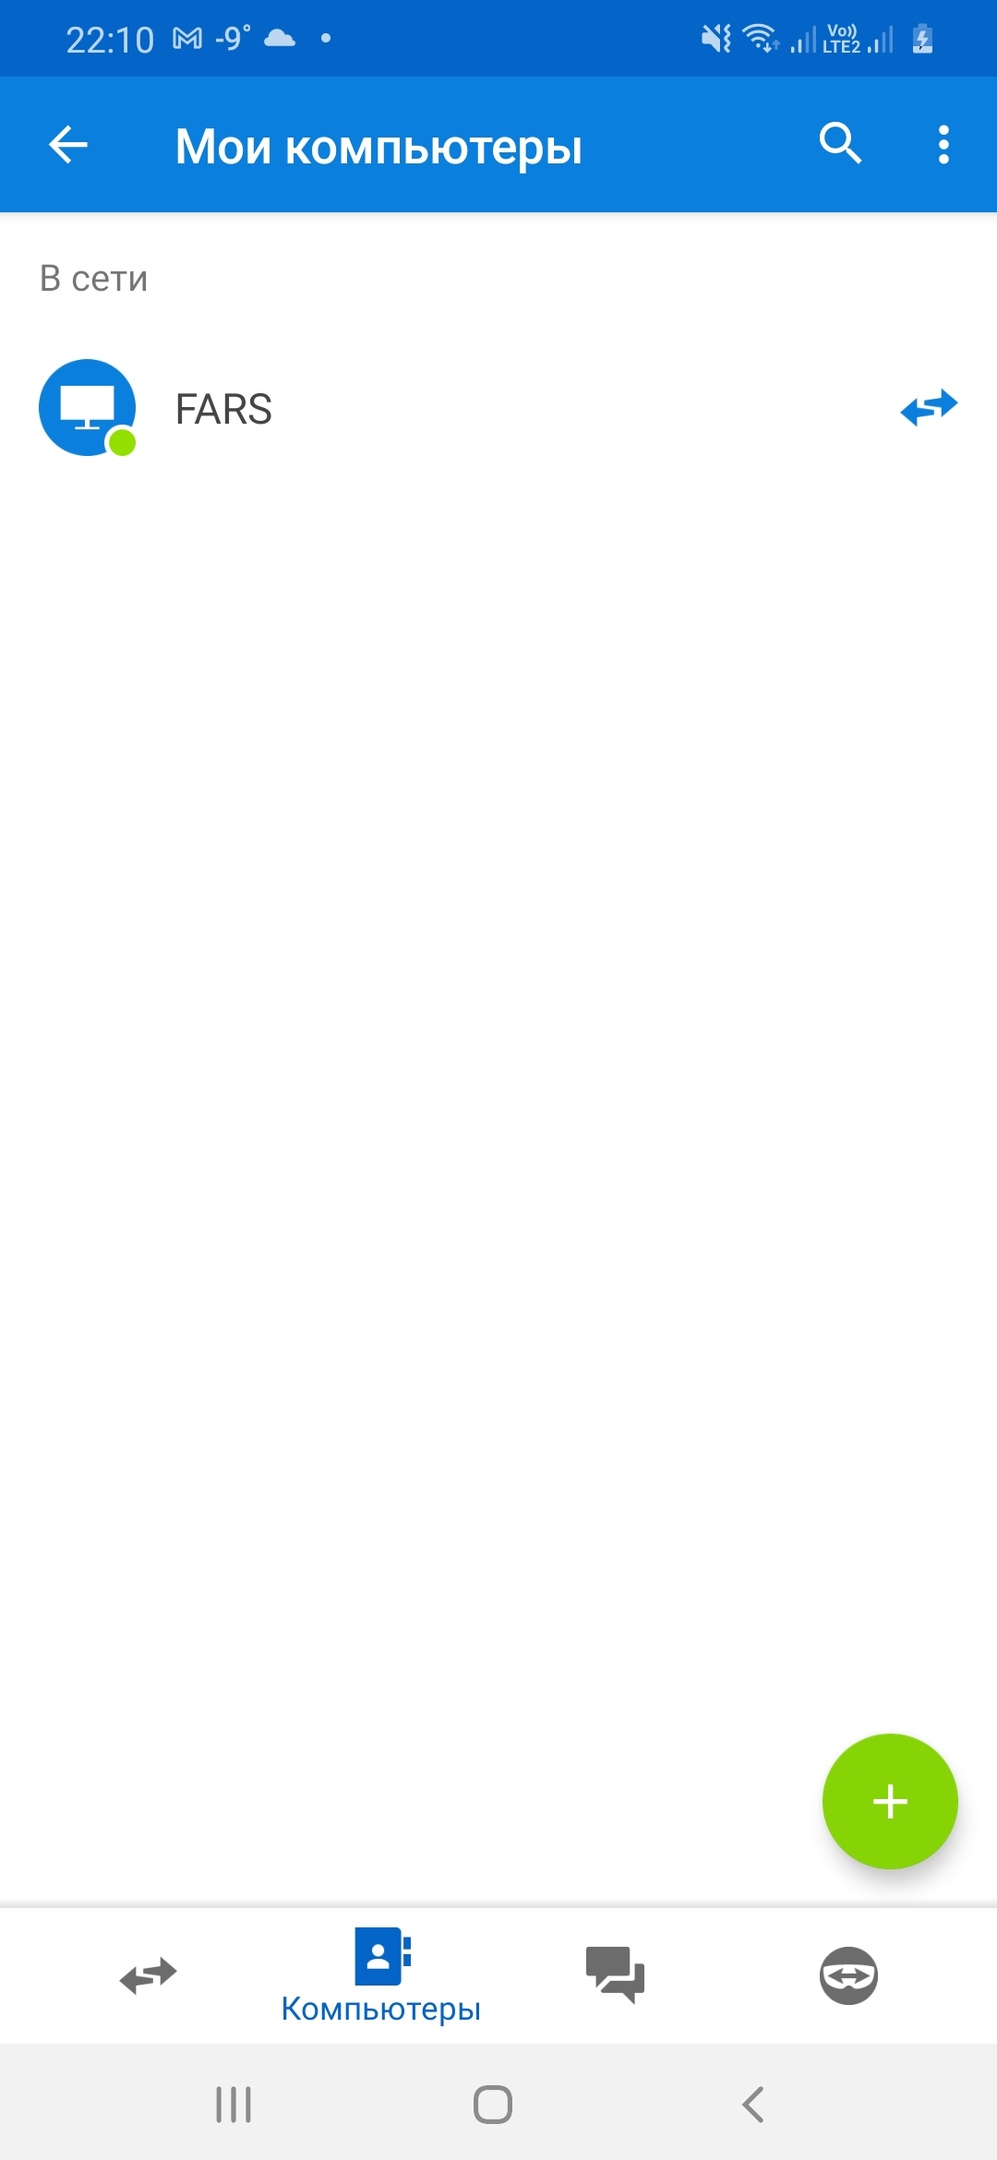 22:10 -9° Vo)) LTE2
Мои компьютеры
В сети
FARS
Компьютеры